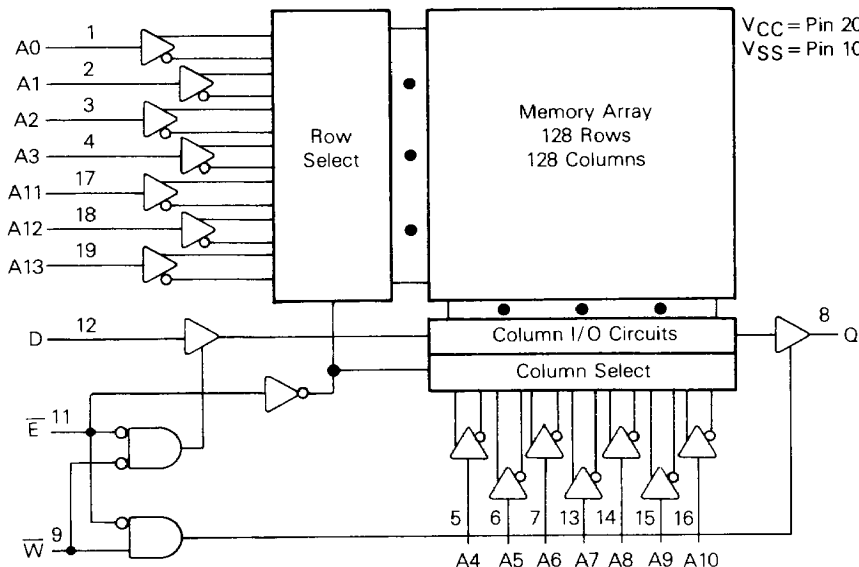 A0 1
A1 2
A2 3
A3 4
A11 17
A12 18
A13 19
Row
Select
Memory Array
128 Rows
128 Columns
VCC = Pin 20
VSS = Pin 10
D 12
Column I/O Circuits
8 Q
Column Select
E 11
W 9
5 6 7 13 14 15 16
A4 A5 A6 A7 A8 A9 A10